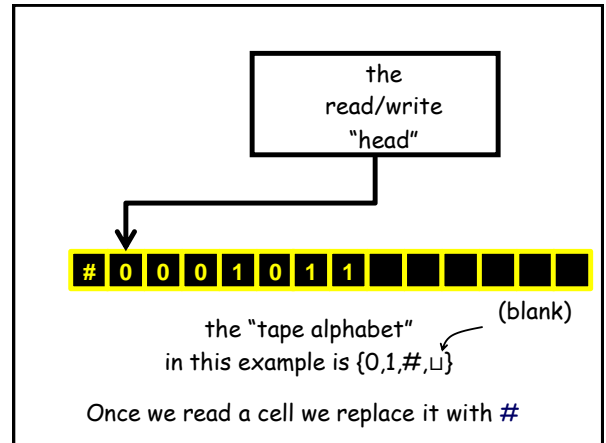 the
read/write
“head”
# 0 0 0 1 0 1 1
(blank)
the “tape alphabet”
in this example is {0,1,#,⊔}
Once we read a cell we replace it with #